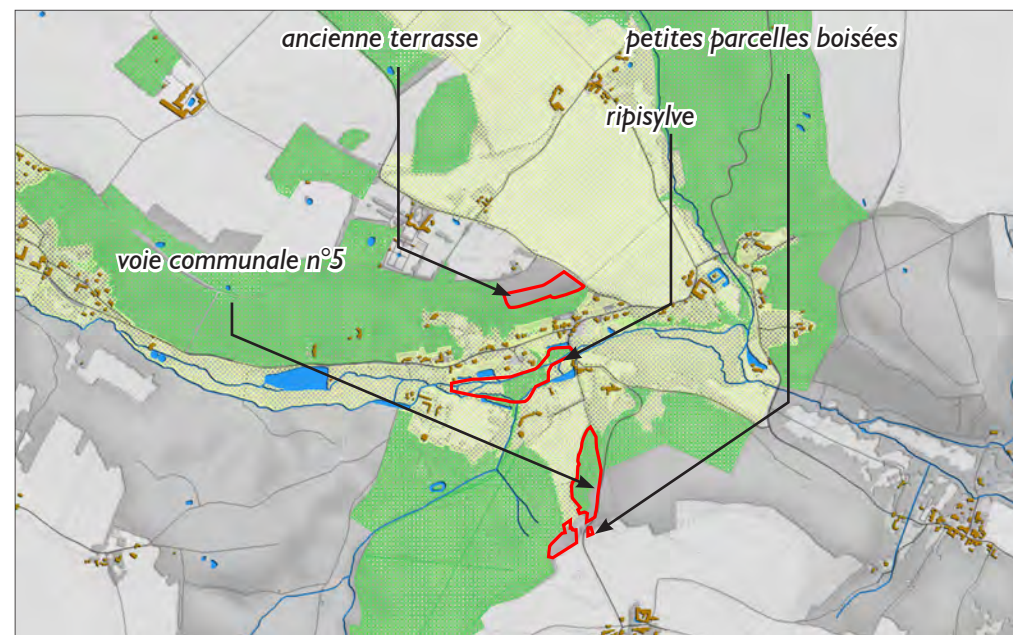 ancienne terrasse
petites parcelles boisées
ripisylve
voie communale n°5